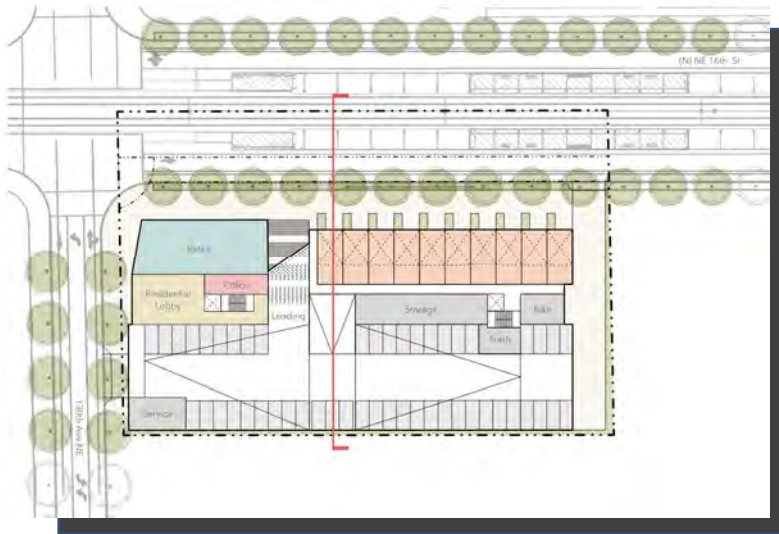 (N) NE 16th St
Retail
Office
Residential
Lobby
Loading
Storage
Bike
Trash
Service
130th Ave NE